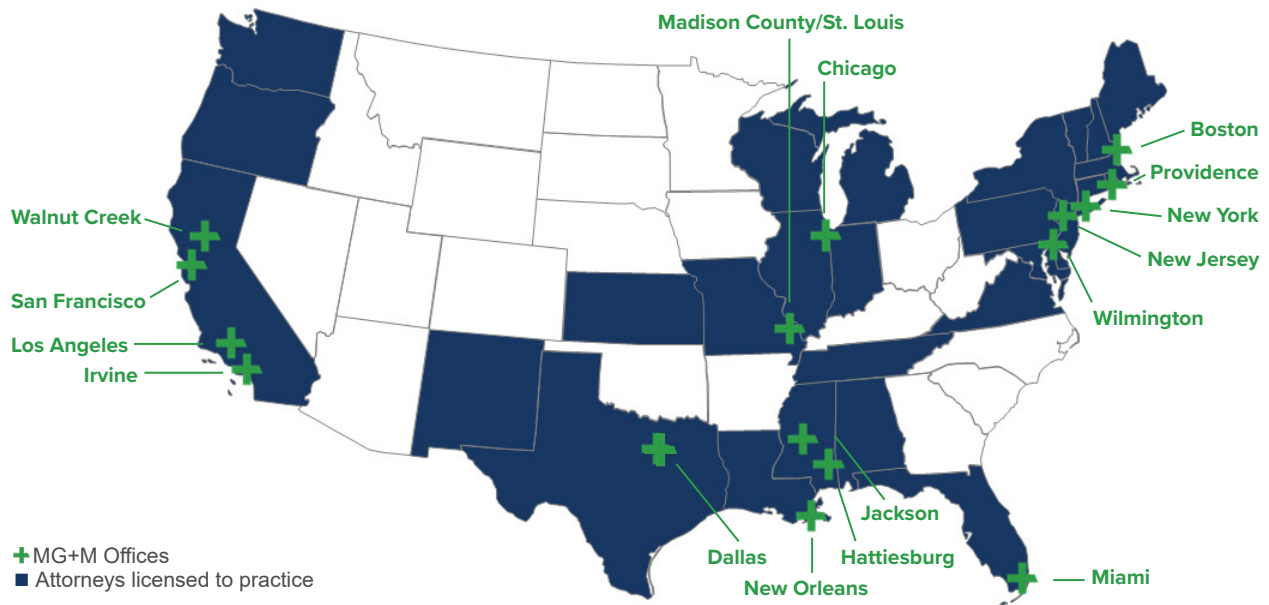 Madison County/St. Louis
Chicago
Boston
Providence
New York
New Jersey
Wilmington
Walnut Creek
San Francisco
Los Angeles
Irvine
Jackson
Hattiesburg
Dallas
New Orleans
Miami
MG+M Offices
Attorneys licensed to practice